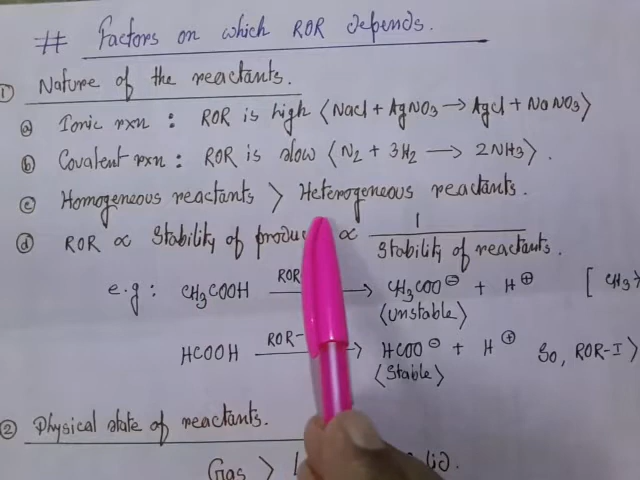 # Factors on which ROR depends.
① Nature of the reactants.
ⓐ Ionic rxn : ROR is high ⟨NaCl + AgNO3 → AgCl + NaNO3⟩
ⓑ Covalent rxn : ROR is slow ⟨N2 + 3H2 → 2NH3⟩.
ⓒ Homogeneous reactants > Heterogeneous reactants.
ⓓ ROR ∝ Stability of produc ∝ 1 / Stability of reactants.
e.g : CH3COOH ROR → CH3COO⊖ + H⊕ [CH3
⟨Unstable⟩
HCOOH ROR- → HCOO⊖ + H⊕ So, ROR-I >
⟨Stable⟩
② Physical state of reactants.
Gas >